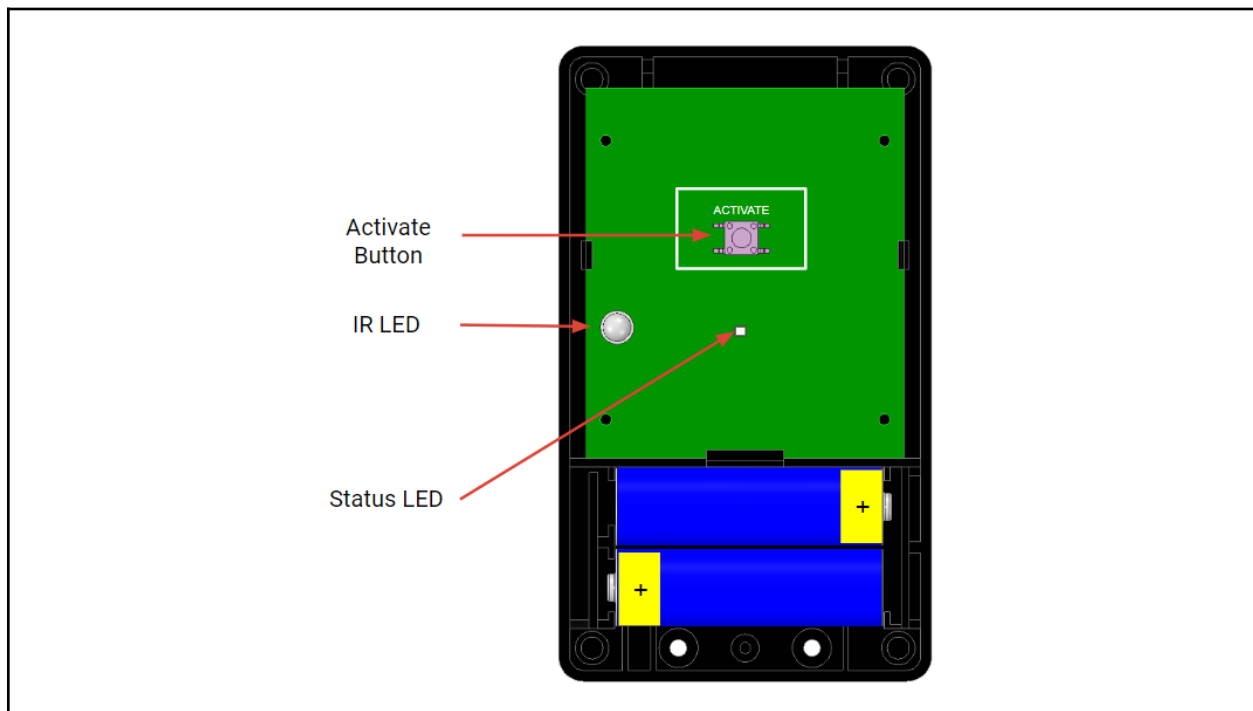 ACTIVATE
Activate
Button
IR LED
Status LED
+
+